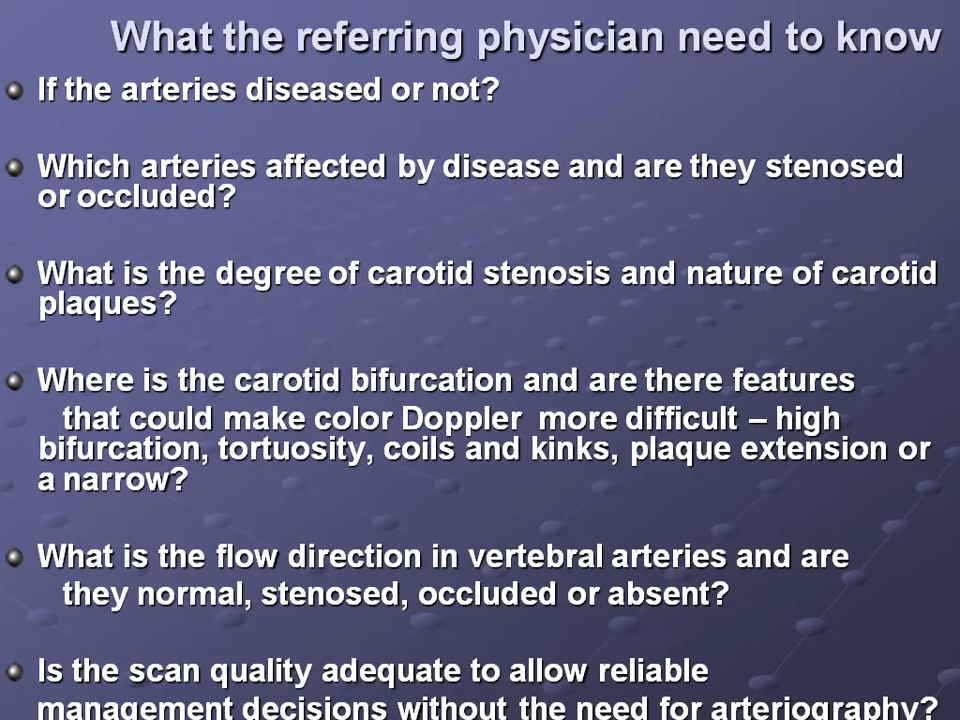 What the referring physician need to know
If the arteries diseased or not?
Which arteries affected by disease and are they stenosed
or occluded?
What is the degree of carotid stenosis and nature of carotid
plaques?
Where is the carotid bifurcation and are there features
that could make color Doppler more difficult – high
bifurcation, tortuosity, coils and kinks, plaque extension or
a narrow?
What is the flow direction in vertebral arteries and are
they normal, stenosed, occluded or absent?
Is the scan quality adequate to allow reliable
management decisions without the need for arteriography?